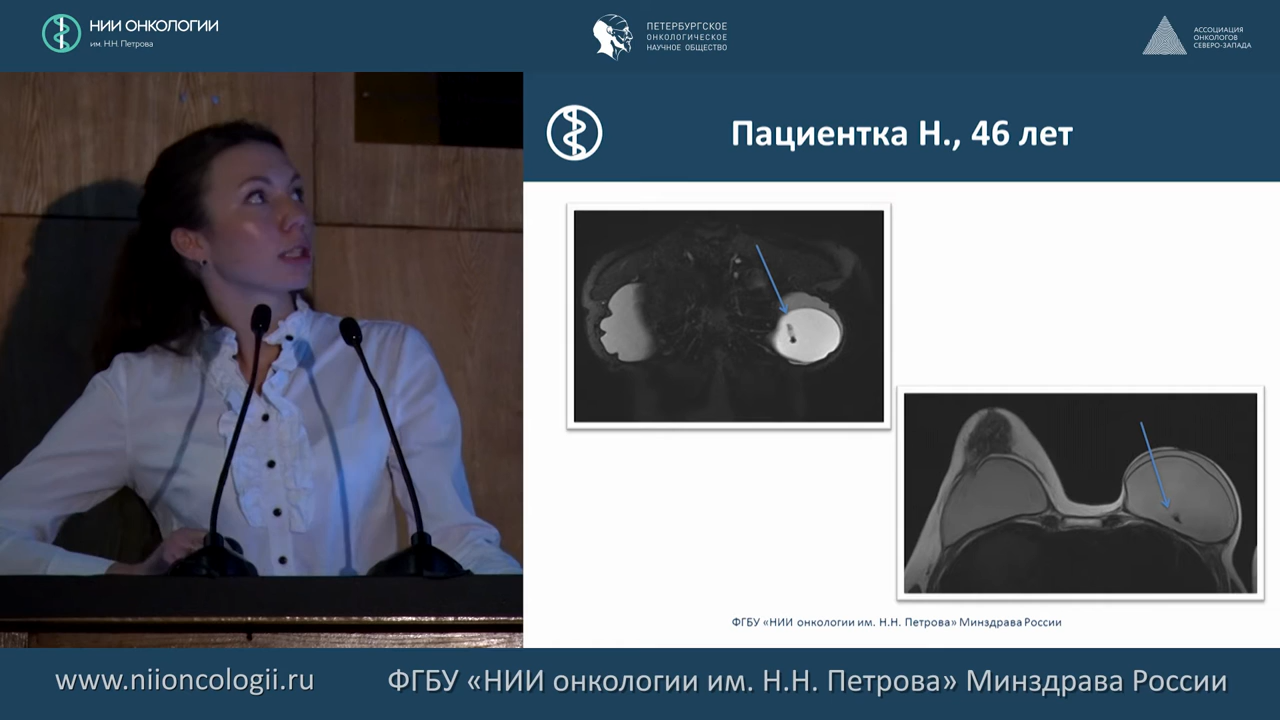 НИИ ОНКОЛОГИИ
им. Н.Н. Петрова
ПЕТЕРБУРГСКОЕ
ОНКОЛОГИЧЕСКОЕ
НАУЧНОЕ ОБЩЕСТВО
АССОЦИАЦИЯ
ОНКОЛОГОВ
СЕВЕРО-ЗАПАДА
Пациентка Н., 46 лет
ФГБУ «НИИ онкологии им. Н.Н. Петрова» Минздрава России
www.niioncologii.ru
ФГБУ «НИИ онкологии им. Н.Н. Петрова» Минздрава России